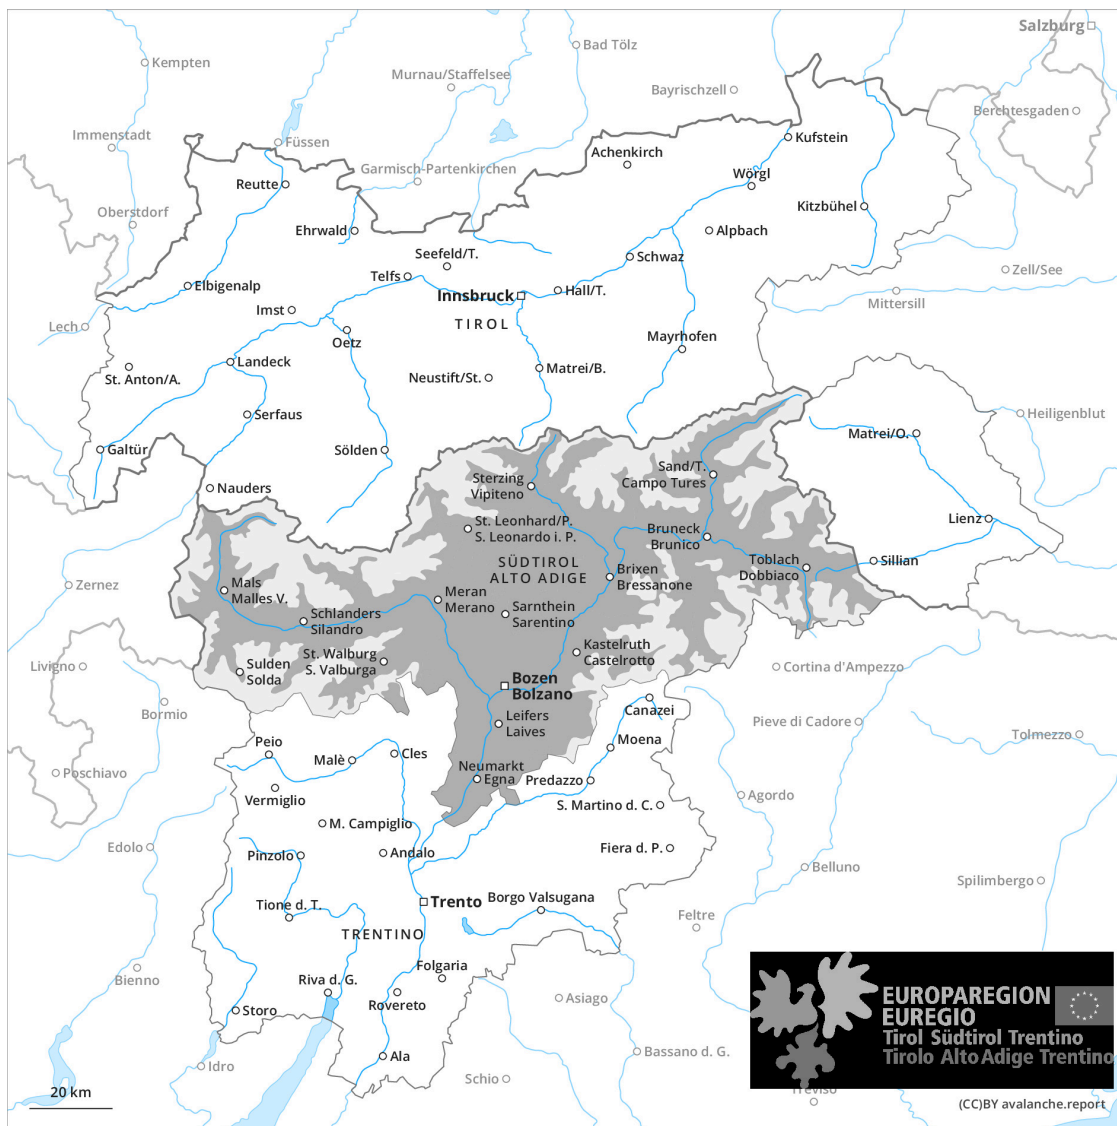 Salzburg
Bad Tölz
Kempten
Murnau/Staffelsee
Bayrischzell
Berchtesgaden
Immenstadt
Kufstein
Füssen
Achenkirch
Garmisch-Partenkirchen
Wörgl
Reutte
Kitzbühel
Oberstdorf
Ehrwald
Alpbach
Seefeld/T.
Schwaz
Zell/See
Telfs
Elbigenalp
Innsbruck
Hall/T.
Mittersill
Imst
TIROL
Lech
Oetz
Mayrhofen
Landeck
Matrei/B.
St. Anton/A.
Neustift/St.
Serfaus
Heiligenblut
Matrei/O.
Galtür
Sölden
Sand/T.
Campo Tures
Sterzing
Vipiteno
Nauders
St. Leonhard/P.
S. Leonardo i. P.
Lienz
Bruneck
Brunico
SÜDTIROL
ALTO ADIGE
Toblach
Dobbiaco
Sillian
Brixen
Bressanone
Zernez
Mals
Malles V.
Meran
Merano
Schlanders
Silandro
Sarnthein
Sarentino
Kastelruth
Castelrotto
St. Walburg
S. Valburga
Livigno
Sulden
Solda
Cortina d'Ampezzo
Bozen
Bolzano
Bormio
Canazei
Leifers
Laives
Pieve di Cadore
Tolmezzo
Peio
Moena
Malè
Cles
Neumarkt
Egna
Poschiavo
Predazzo
Vermiglio
Agordo
S. Martino d. C.
M. Campiglio
Edolo
Pinzolo
Andalo
Fiera d. P.
Belluno
Spilimbergo
Trento
Borgo Valsugana
Tione d. T.
Feltre
TRENTINO
Bienno
Folgaria
Riva d. G.
Rovereto
Asiago
Storo
EUROPAREGION
EUREGIO
Tirol Südtirol Trentino
Tirolo Alto Adige Trentino
Ala
Bassano d. G.
Idro
Schio
20 km
Treviso
(CC)BY avalanche.report